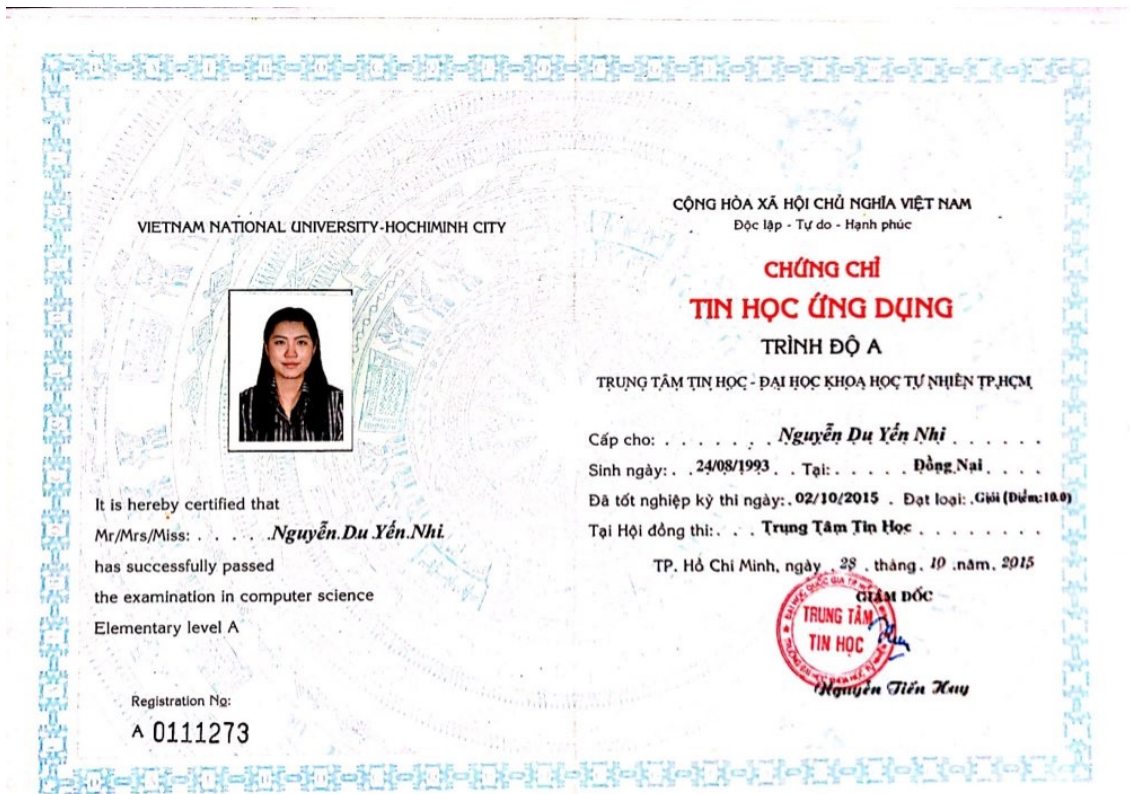 VIETNAM NATIONAL UNIVERSITY-HOCHIMINH CITY
It is hereby certified that
Mr/Mrs/Miss: . . . . . .Nguyễn.Du.Yến.Nhi.
has successfully passed
the examination in computer science
Elementary level A
Registration No:
A 0111273
CỘNG HÒA XÃ HỘI CHỦ NGHĨA VIỆT NAM
Độc lập - Tự do - Hạnh phúc
CHỨNG CHỈ
TIN HỌC ỨNG DỤNG
TRÌNH ĐỘ A
TRUNG TÂM TIN HỌC - ĐẠI HỌC KHOA HỌC TỰ NHIÊN TP.HCM
Cấp cho: . . . . . . . Nguyễn Du Yến Nhi . . . . . .
Sinh ngày: . . 24/08/1993 . . Tại: . . . . . Đồng Nai . . . .
Đã tốt nghiệp kỳ thi ngày: . 02/10/2015 . Đạt loại: .Giỏi (Điểm:10.0)
Tại Hội đồng thi: . . . Trung Tâm Tin Học . . . . . . . .
TP. Hồ Chí Minh, ngày . 28 . tháng . 10 . năm . 2015
GIÁM ĐỐC
TRUNG TÂM
TIN HỌC
Nguyễn Tiến Huy